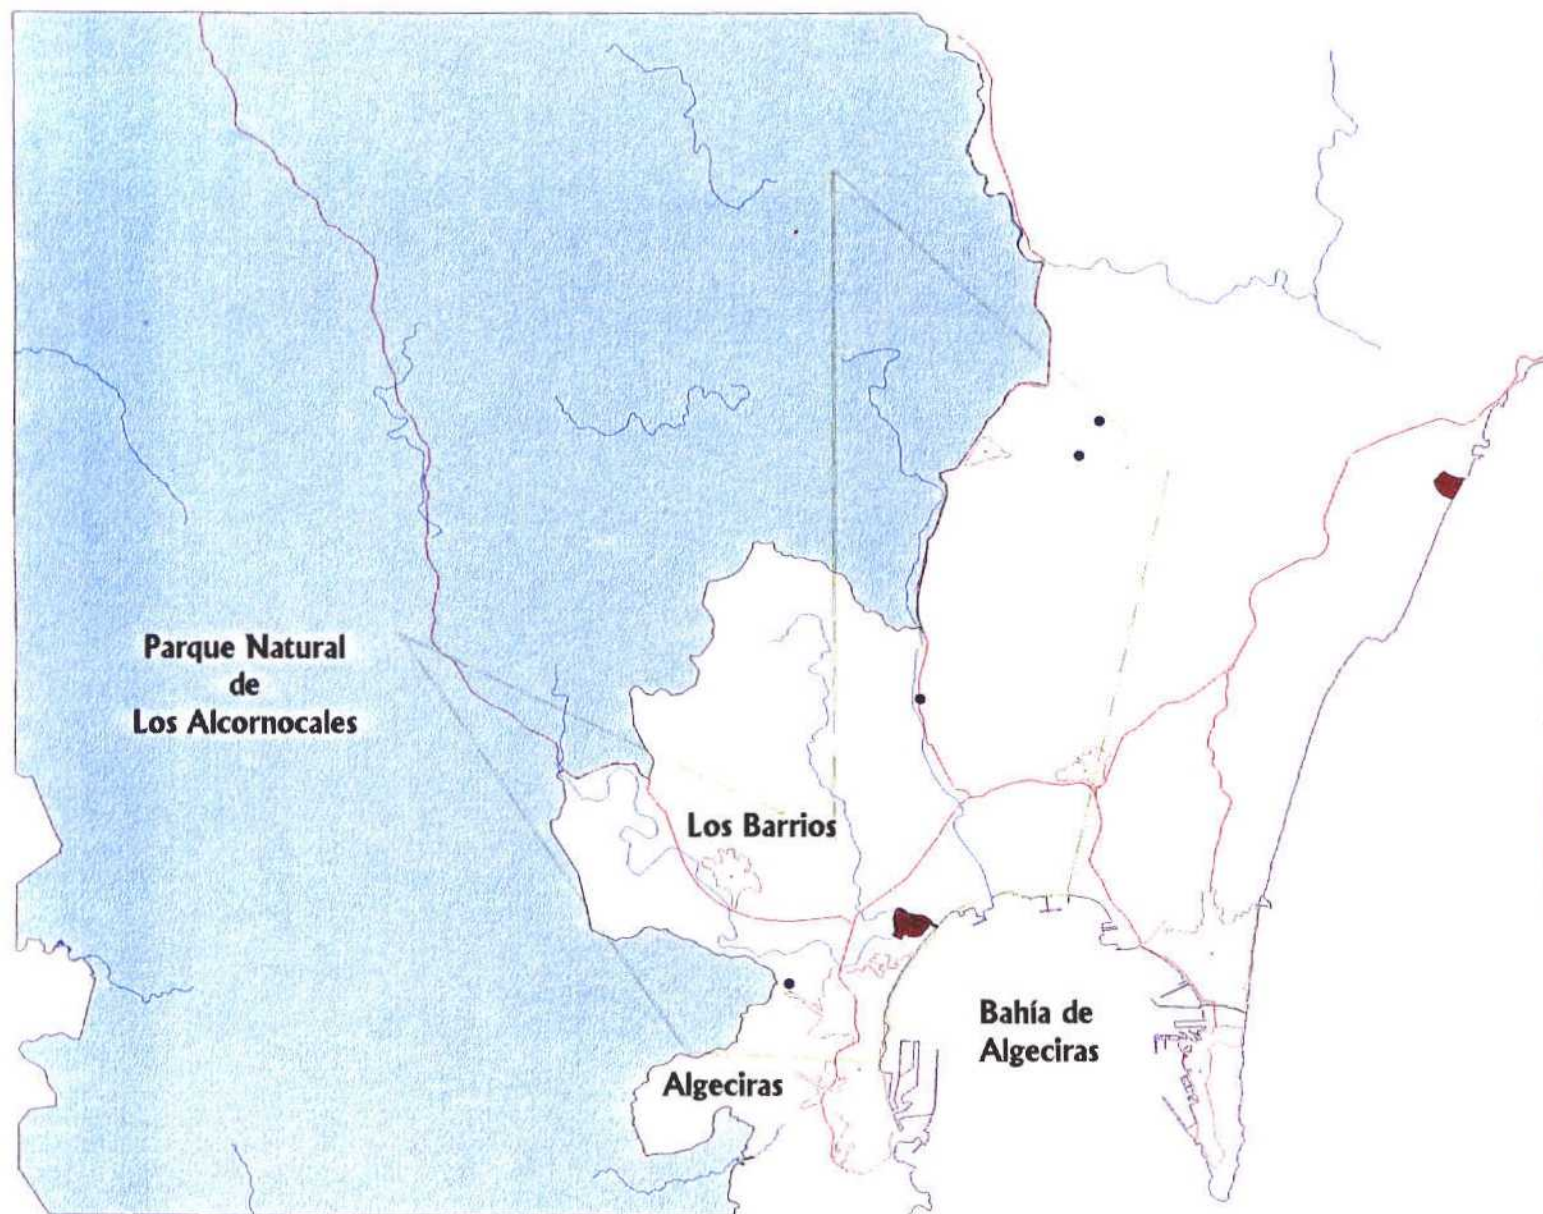 Parque Natural
de
Los Alcornocales
Los Barrios
Bahía de
Algeciras
Algeciras